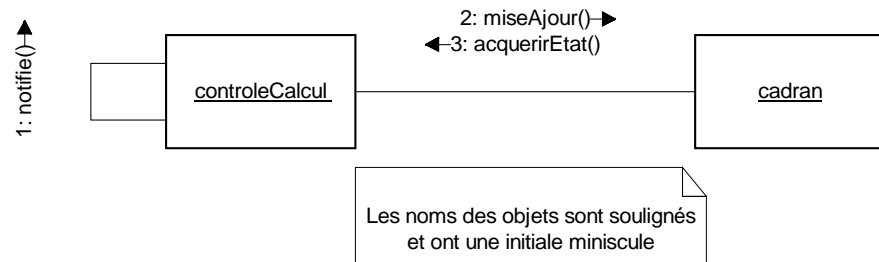 2: miseAjour()
3: acquerirEtat()
1: notifie()
controleCalcul
cadran
Les noms des objets sont soulignés
et ont une initiale miniscule